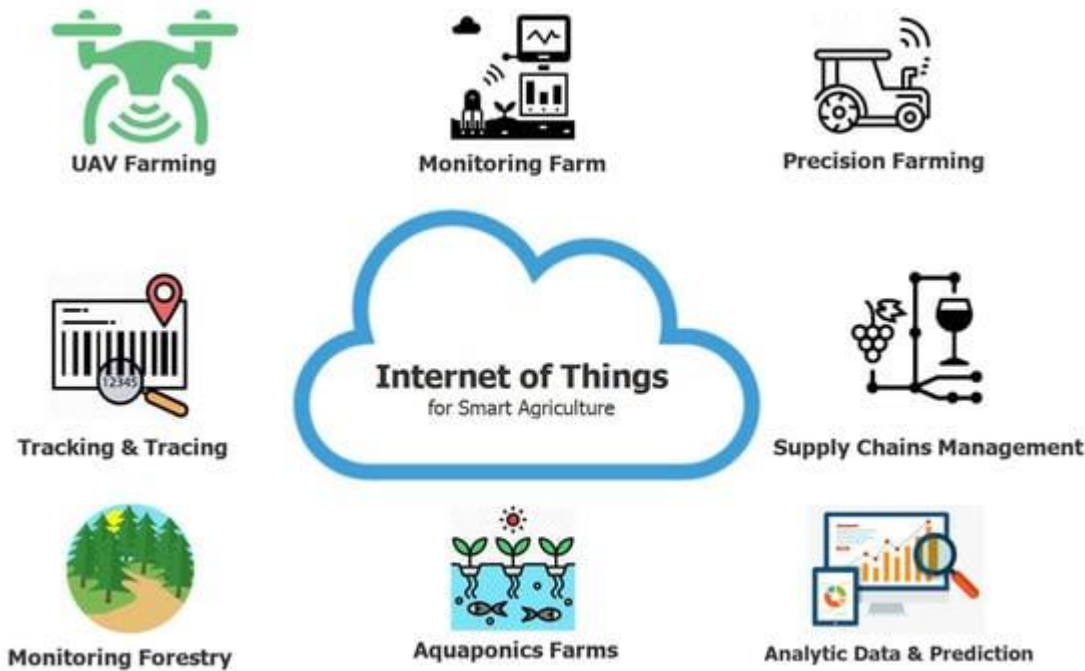 UAV Farming
Monitoring Farm
Precision Farming
Internet of Things
for Smart Agriculture
12345
Tracking & Tracing
Supply Chains Management
Monitoring Forestry
Aquaponics Farms
Analytic Data & Prediction